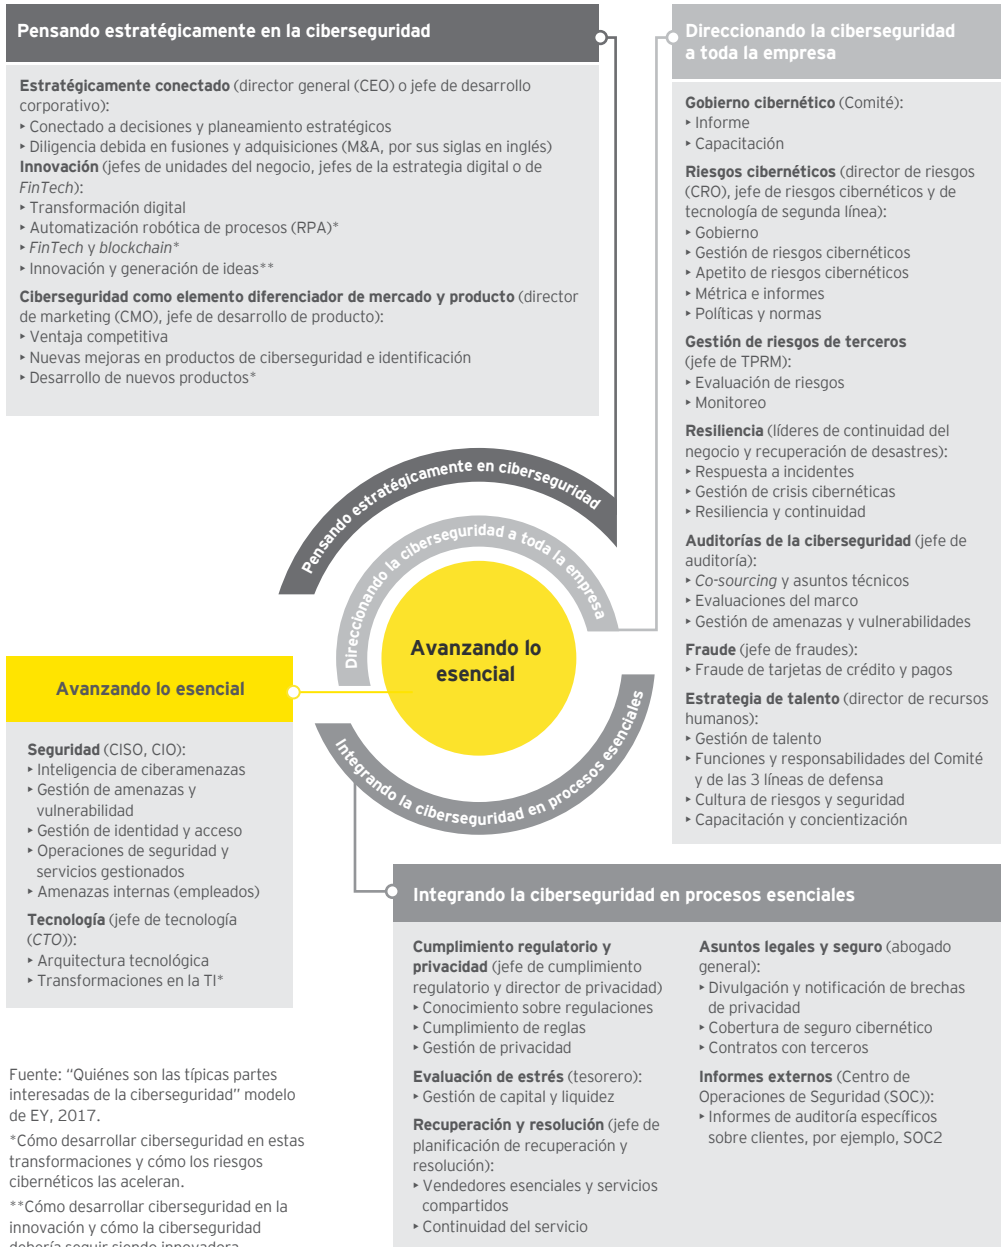 Pensando estratégicamente en la ciberseguridad
Estratégicamente conectado (director general (CEO) o jefe de desarrollo
corporativo):
‣ Conectado a decisiones y planeamiento estratégicos
‣ Diligencia debida en fusiones y adquisiciones (M&A, por sus siglas en inglés)
Innovación (jefes de unidades del negocio, jefes de la estrategia digital o de
FinTech):
‣ Transformación digital
‣ Automatización robótica de procesos (RPA)*
‣ FinTech y blockchain*
‣ Innovación y generación de ideas**
Ciberseguridad como elemento diferenciador de mercado y producto (director
de marketing (CMO), jefe de desarrollo de producto):
‣ Ventaja competitiva
‣ Nuevas mejoras en productos de ciberseguridad e identificación
‣ Desarrollo de nuevos productos*
Direccionando la ciberseguridad
a toda la empresa
Gobierno cibernético (Comité):
‣ Informe
‣ Capacitación
Riesgos cibernéticos (director de riesgos
(CRO), jefe de riesgos cibernéticos y de
tecnología de segunda línea):
‣ Gobierno
‣ Gestión de riesgos cibernéticos
‣ Apetito de riesgos cibernéticos
‣ Métrica e informes
‣ Políticas y normas
Gestión de riesgos de terceros
(jefe de TPRM):
‣ Evaluación de riesgos
‣ Monitoreo
Resiliencia (líderes de continuidad del
negocio y recuperación de desastres):
‣ Respuesta a incidentes
‣ Gestión de crisis cibernéticas
‣ Resiliencia y continuidad
Auditorías de la ciberseguridad (jefe de
auditoría):
‣ Co-sourcing y asuntos técnicos
‣ Evaluaciones del marco
‣ Gestión de amenazas y vulnerabilidades
Fraude (jefe de fraudes):
‣ Fraude de tarjetas de crédito y pagos
Estrategia de talento (director de recursos
humanos):
‣ Gestión de talento
‣ Funciones y responsabilidades del Comité
y de las 3 líneas de defensa
‣ Cultura de riesgos y seguridad
‣ Capacitación y concientización
Pensando estratégicamente en ciberseguridad
Direccionando la ciberseguridad a toda la empresa
Avanzando lo
esencial
Integrando la ciberseguridad en procesos esenciales
Avanzando lo esencial
Seguridad (CISO, CIO):
‣ Inteligencia de ciberamenazas
‣ Gestión de amenazas y
vulnerabilidad
‣ Gestión de identidad y acceso
‣ Operaciones de seguridad y
servicios gestionados
‣ Amenazas internas (empleados)
Tecnología (jefe de tecnología
(CTO)):
‣ Arquitectura tecnológica
‣ Transformaciones en la TI*
Integrando la ciberseguridad en procesos esenciales
Cumplimiento regulatorio y
privacidad (jefe de cumplimiento
regulatorio y director de privacidad)
‣ Conocimiento sobre regulaciones
‣ Cumplimiento de reglas
‣ Gestión de privacidad
Evaluación de estrés (tesorero):
‣ Gestión de capital y liquidez
Recuperación y resolución (jefe de
planificación de recuperación y
resolución):
‣ Vendedores esenciales y servicios
compartidos
‣ Continuidad del servicio
Asuntos legales y seguro (abogado
general):
‣ Divulgación y notificación de brechas
de privacidad
‣ Cobertura de seguro cibernético
‣ Contratos con terceros
Informes externos (Centro de
Operaciones de Seguridad (SOC)):
‣ Informes de auditoría específicos
sobre clientes, por ejemplo, SOC2
Fuente: “Quiénes son las típicas partes
interesadas de la ciberseguridad” modelo
de EY, 2017.
*Cómo desarrollar ciberseguridad en estas
transformaciones y cómo los riesgos
cibernéticos las aceleran.
**Cómo desarrollar ciberseguridad en la
innovación y cómo la ciberseguridad
debería seguir siendo innovadora